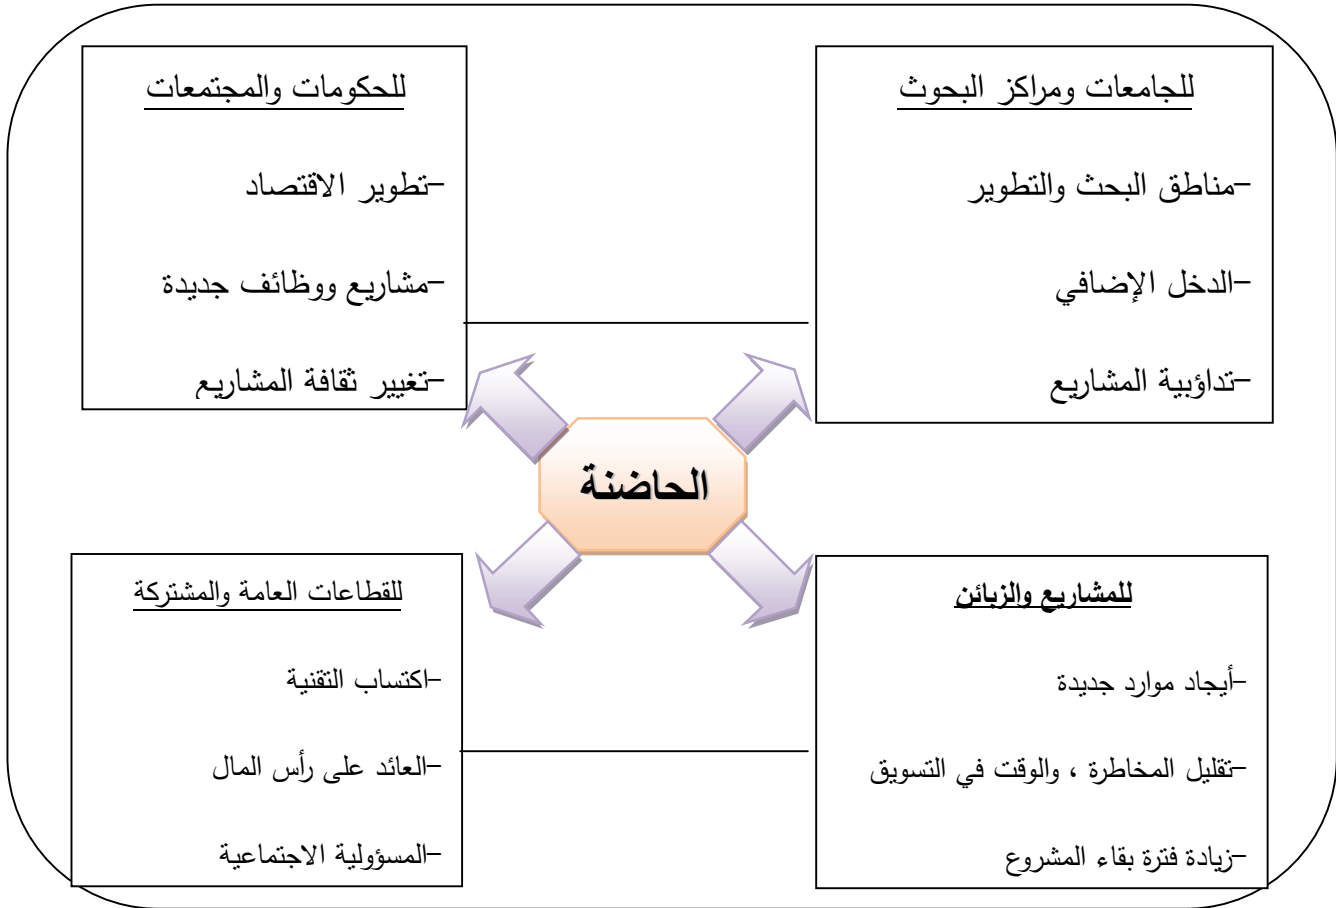 للجامعات ومراكز البحوث
-مناطق البحث والتطوير
-الدخل الإضافي
-تداؤبية المشاريع
للحكومات والمجتمعات
-تطوير الاقتصاد
-مشاريع ووظائف جديدة
-تغيير ثقافة المشاريع
الحاضنة
للمشاريع والزبائن
-أيجاد موارد جديدة
-تقليل المخاطرة ، والوقت في التسويق
-زيادة فترة بقاء المشروع
للقطاعات العامة والمشتركة
-اكتساب التقنية
-العائد على رأس المال
-المسؤولية الاجتماعية